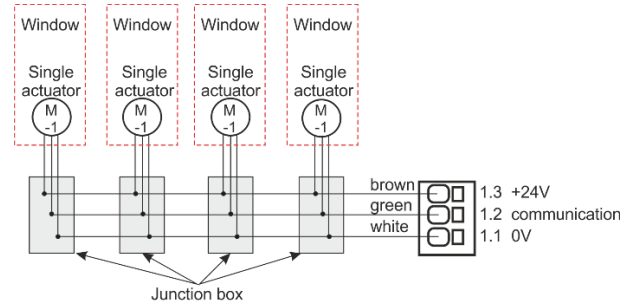 Window Window Window Window
Single actuator Single actuator Single actuator Single actuator
M -1 M -1 M -1 M -1
brown 1.3 +24V
green 1.2 communication
white 1.1 0V
Junction box